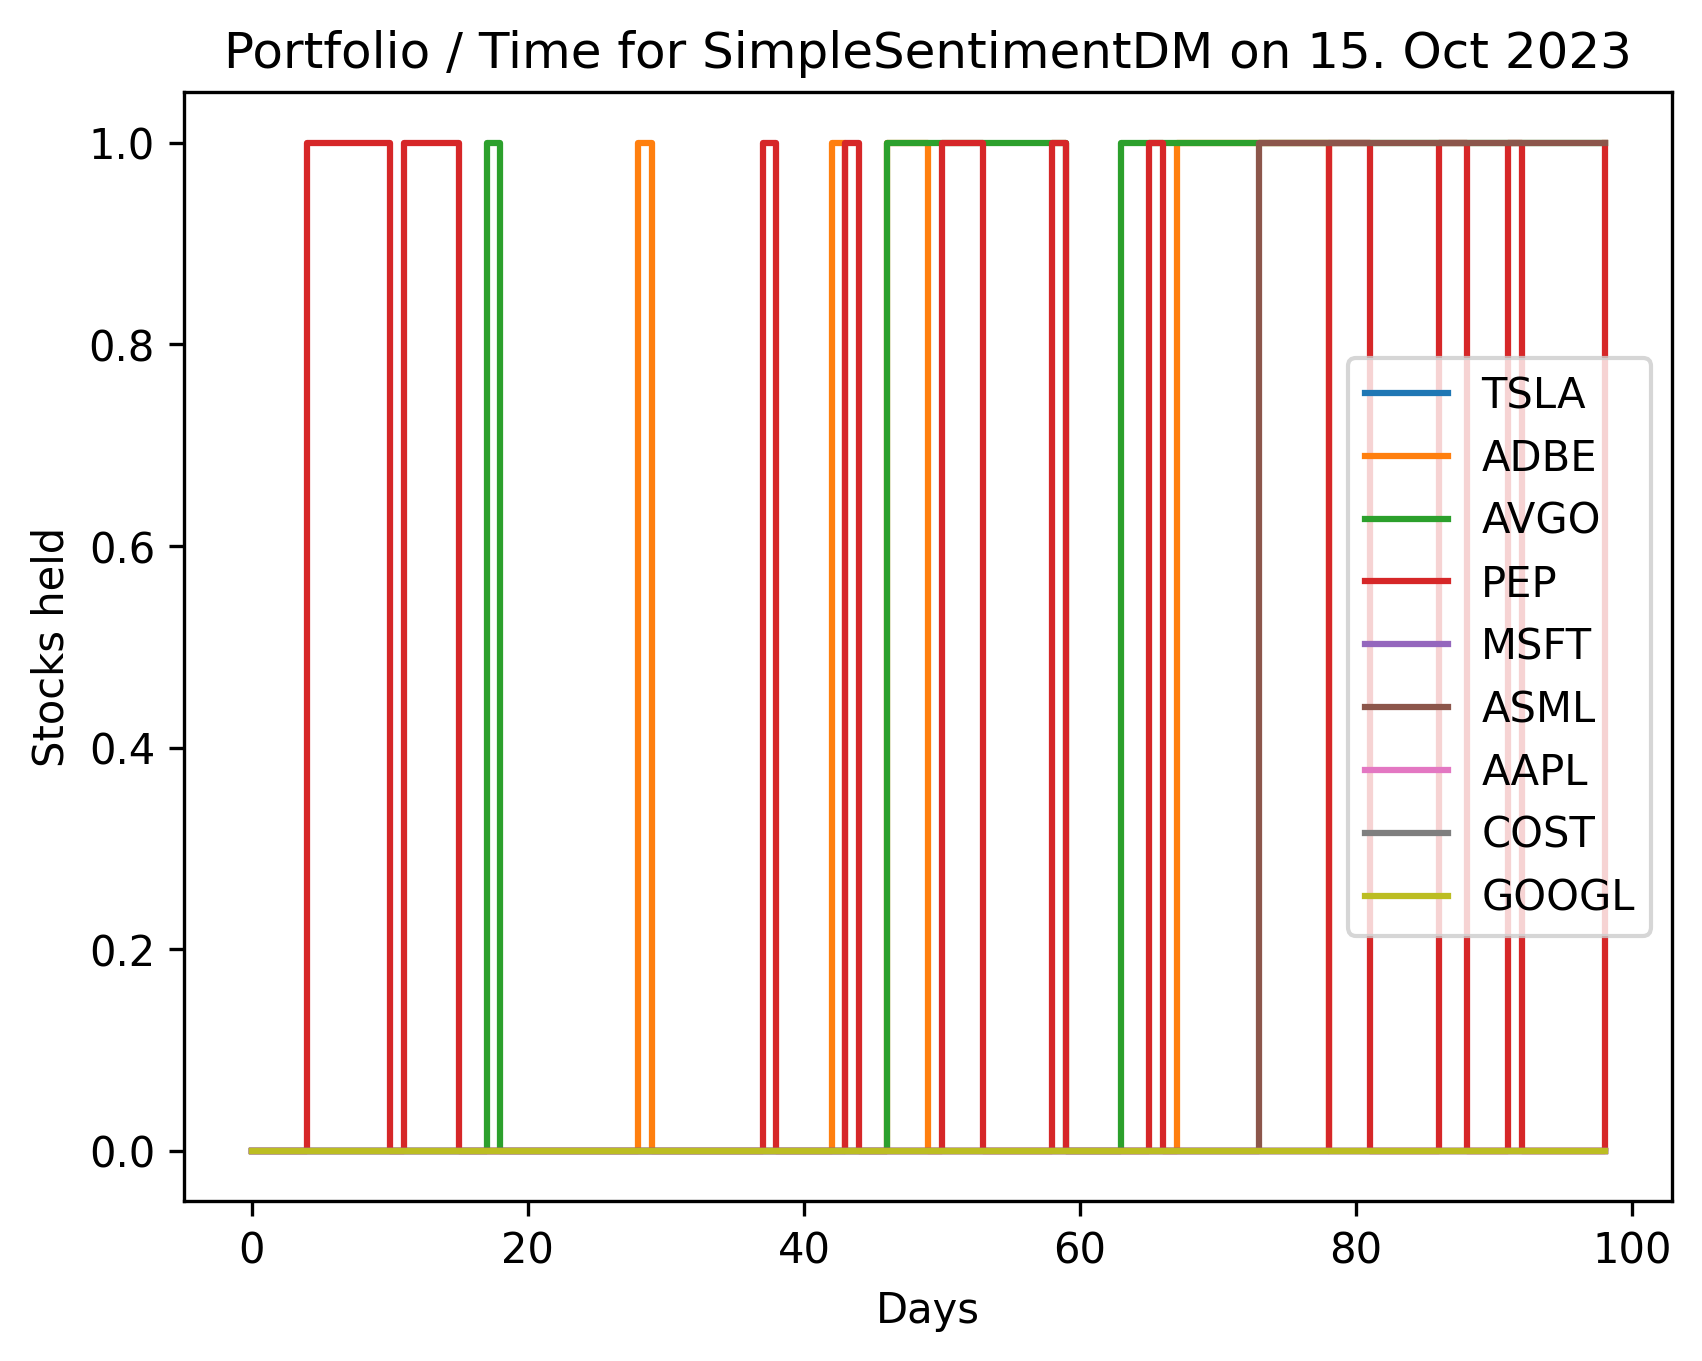 Portfolio / Time for SimpleSentimentDM on 15. Oct 2023
1.0
0.8
0.6
0.4
0.2
0.0
Stocks held
TSLA
ADBE
AVGO
PEP
MSFT
ASML
AAPL
COST
GOOGL
0 20 40 60 80 100
Days